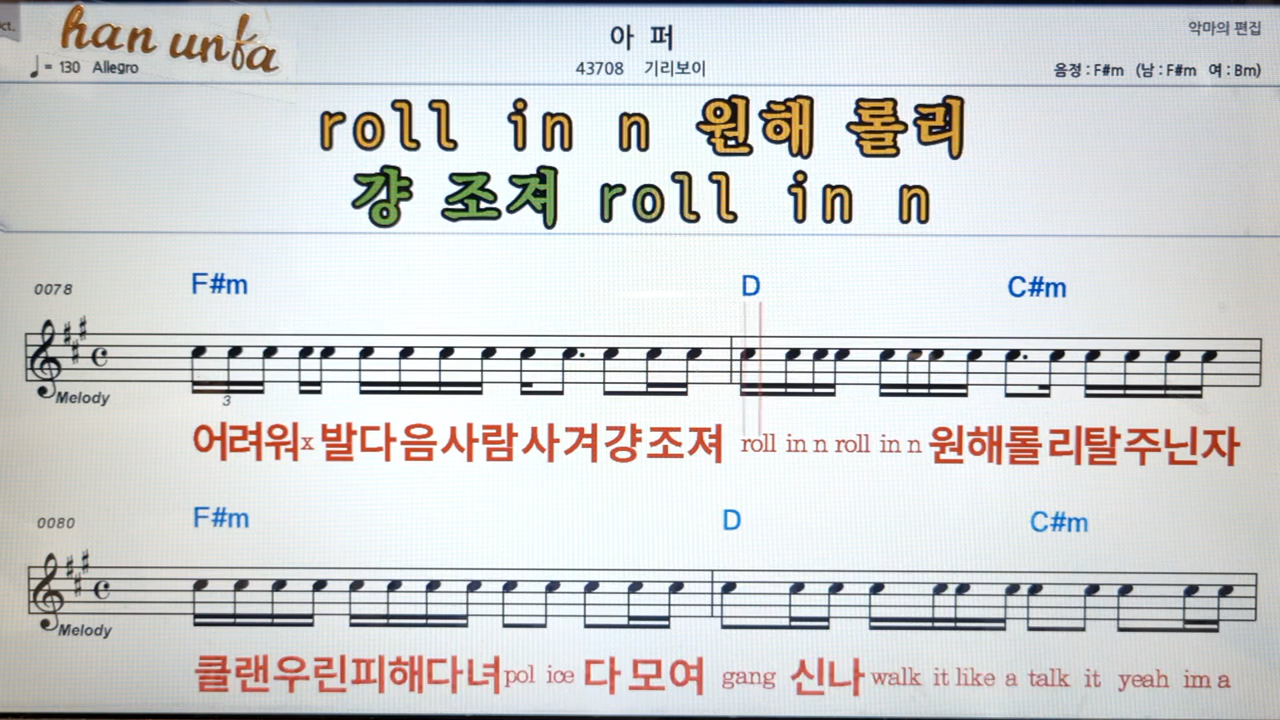 ct.
han unfa
아 퍼
악마의 편집
♩= 130 Allegro
43708 기리보이
음정 : F#m (남 : F#m 여 : Bm)
roll in n 원해 롤리
걍 조져 roll in n
0078
F#m D C#m
Melody
3
어려워x 발다음사람사겨걍조져 roll in n roll in n 원해롤리탈주닌자
0080
F#m D C#m
Melody
클랜우린피해다녀pol ice 다모여 gang 신나 walk it like a talk it yeah im a